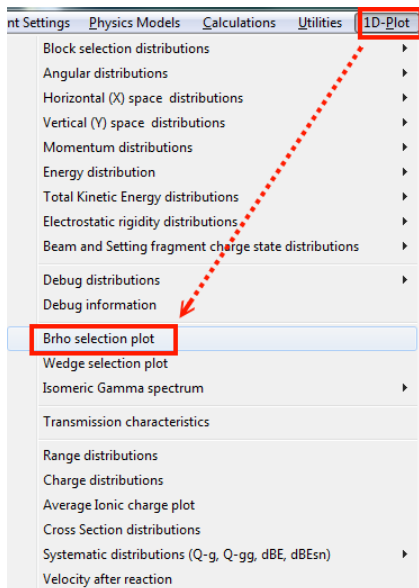 nt Settings Physics Models Calculations Utilities 1D-Plot
Block selection distributions
Angular distributions
Horizontal (X) space distributions
Vertical (Y) space distributions
Momentum distributions
Energy distribution
Total Kinetic Energy distributions
Electrostatic rigidity distributions
Beam and Setting fragment charge state distributions
Debug distributions
Debug information
Brho selection plot
Wedge selection plot
Isomeric Gamma spectrum
Transmission characteristics
Range distributions
Charge distributions
Average Ionic charge plot
Cross Section distributions
Systematic distributions (Q-g, Q-gg, dBE, dBEsn)
Velocity after reaction